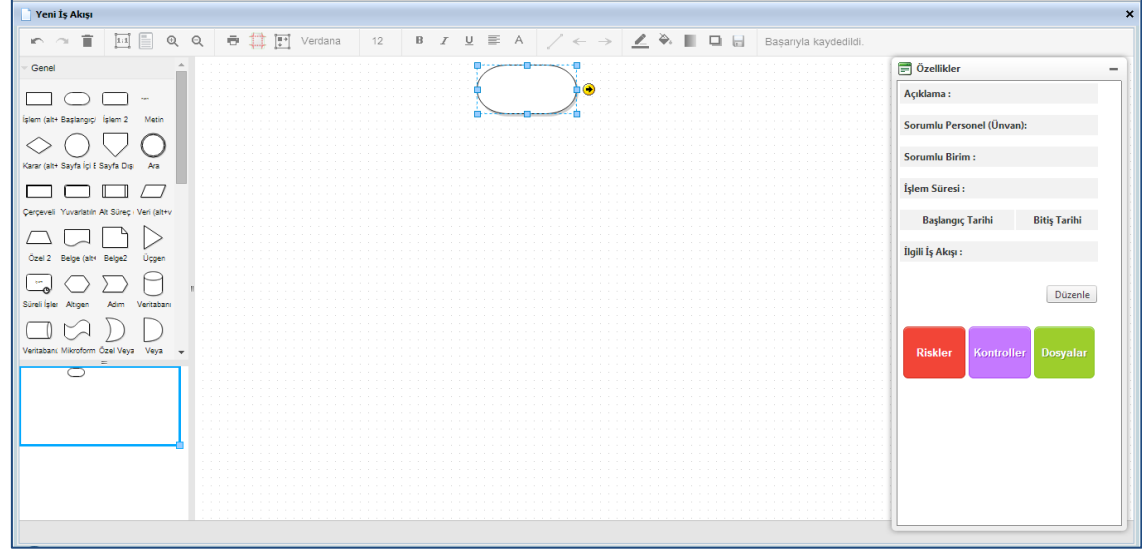 Yeni İş Akışı
1:1
Verdana
12
B
I
U
A
Başarıyla kaydedildi.
Genel
İşlem (alt+
Başlangıç/
İşlem 2
Metin
Karar (alt+
Sayfa İçi E
Sayfa Dış
Ara
Çerçeveli
Yuvarlatılm
Alt Süreç
Veri (alt+v
Özel 2
Belge (alt+
Belge2
Üçgen
Süreli İşler
Altıgen
Adım
Veritabanı
Veritabanı
Mikroform
Özel Veya
Veya
Özellikler
Açıklama :
Sorumlu Personel (Ünvan):
Sorumlu Birim :
İşlem Süresi :
Başlangıç Tarihi
Bitiş Tarihi
İlgili İş Akışı :
Düzenle
Riskler
Kontroller
Dosyalar